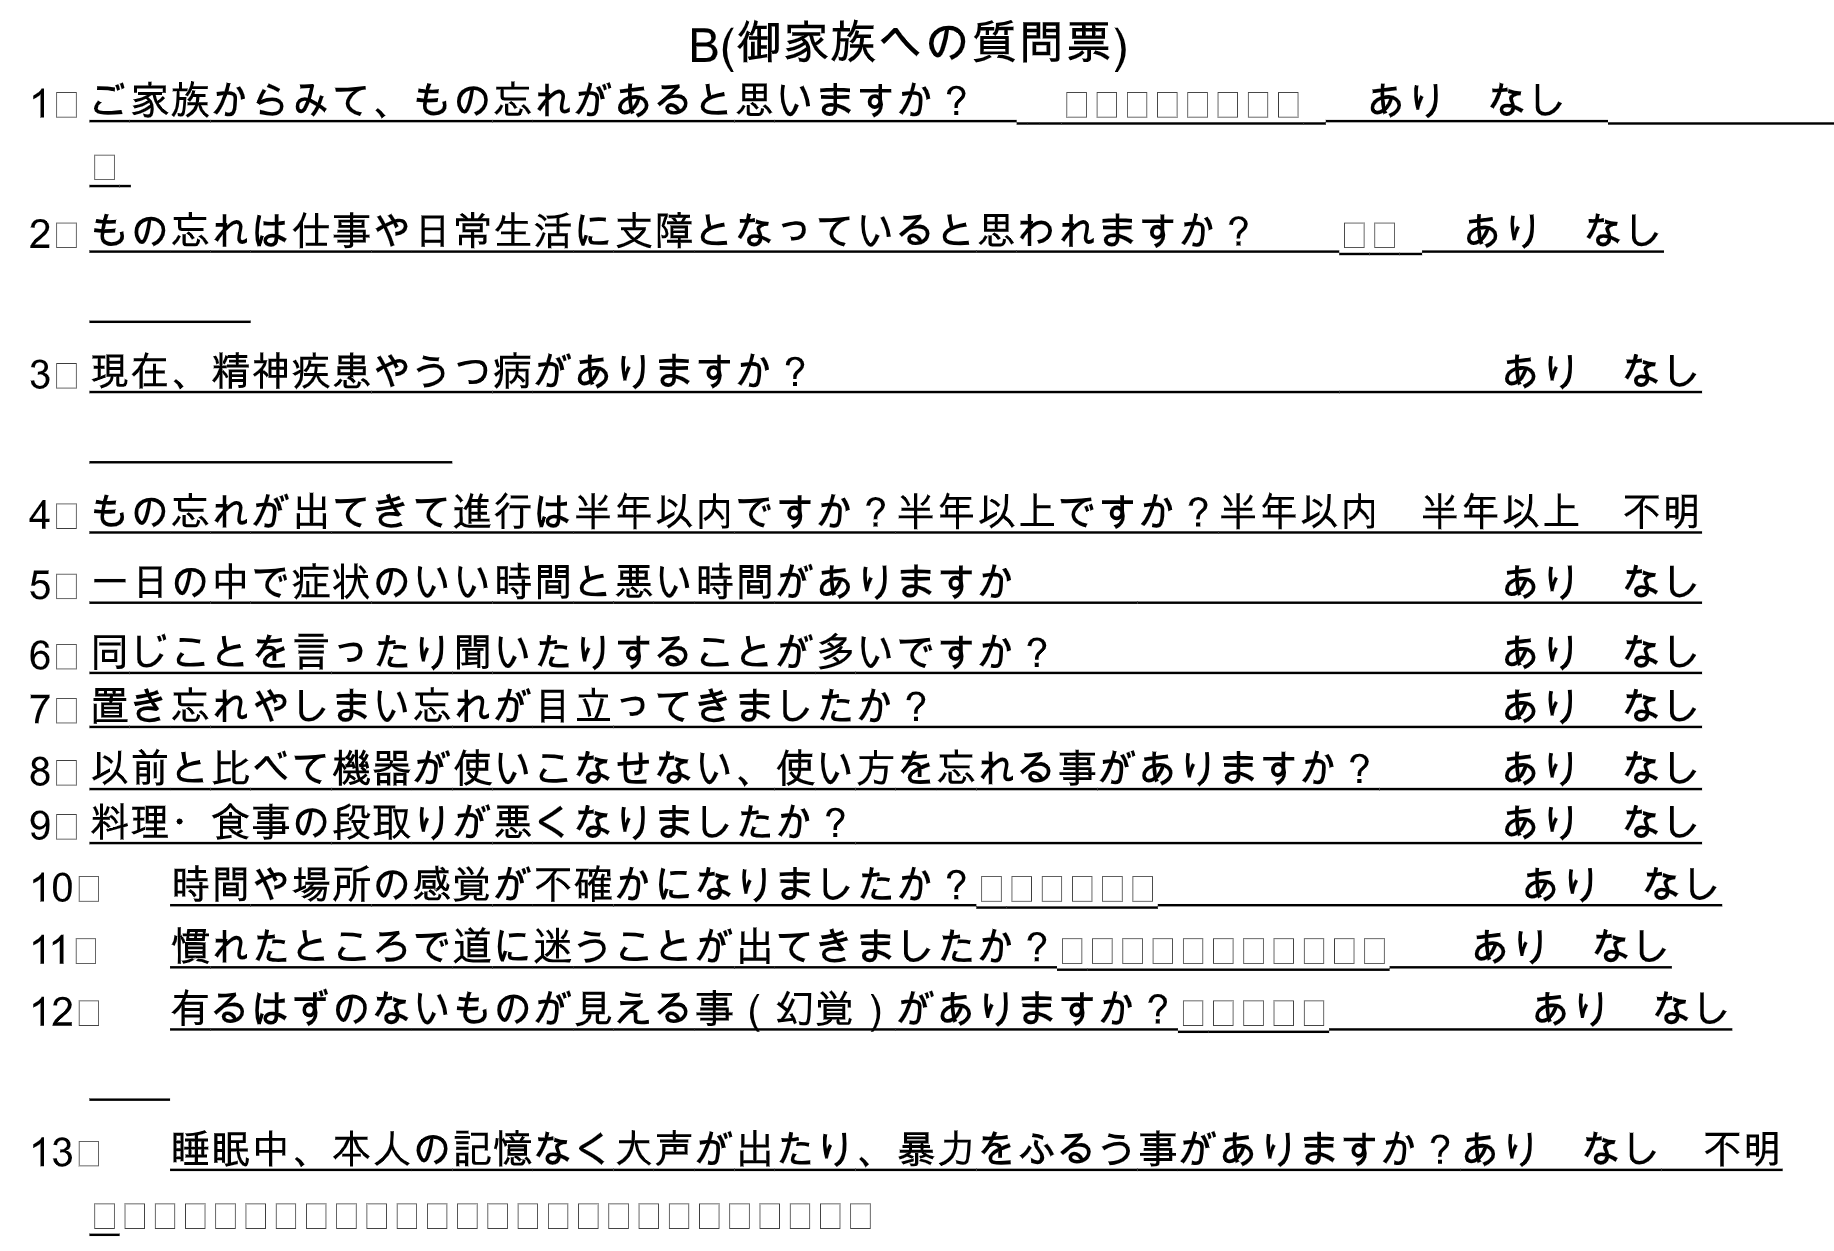 B(御家族への質問票)
1□ ご家族からみて、もの忘れがあると思いますか？ □□□□□□□□ あり なし
□
2□ もの忘れは仕事や日常生活に支障となっていると思われますか？ □□ あり なし
3□ 現在、精神疾患やうつ病がありますか？ あり なし
4□ もの忘れが出てきて進行は半年以内ですか？半年以上ですか？半年以内 半年以上 不明
5□ 一日の中で症状のいい時間と悪い時間がありますか あり なし
6□ 同じことを言ったり聞いたりすることが多いですか？ あり なし
7□ 置き忘れやしまい忘れが目立ってきましたか？ あり なし
8□ 以前と比べて機器が使いこなせない、使い方を忘れる事がありますか？ あり なし
9□ 料理・食事の段取りが悪くなりましたか？ あり なし
10□ 時間や場所の感覚が不確かになりましたか？□□□□□□ あり なし
11□ 慣れたところで道に迷うことが出てきましたか？□□□□□□□□□□□ あり なし
12□ 有るはずのないものが見える事(幻覚)がありますか？□□□□□ あり なし
13□ 睡眠中、本人の記憶なく大声が出たり、暴力をふるう事がありますか？あり なし 不明
□□□□□□□□□□□□□□□□□□□□□□□□□□